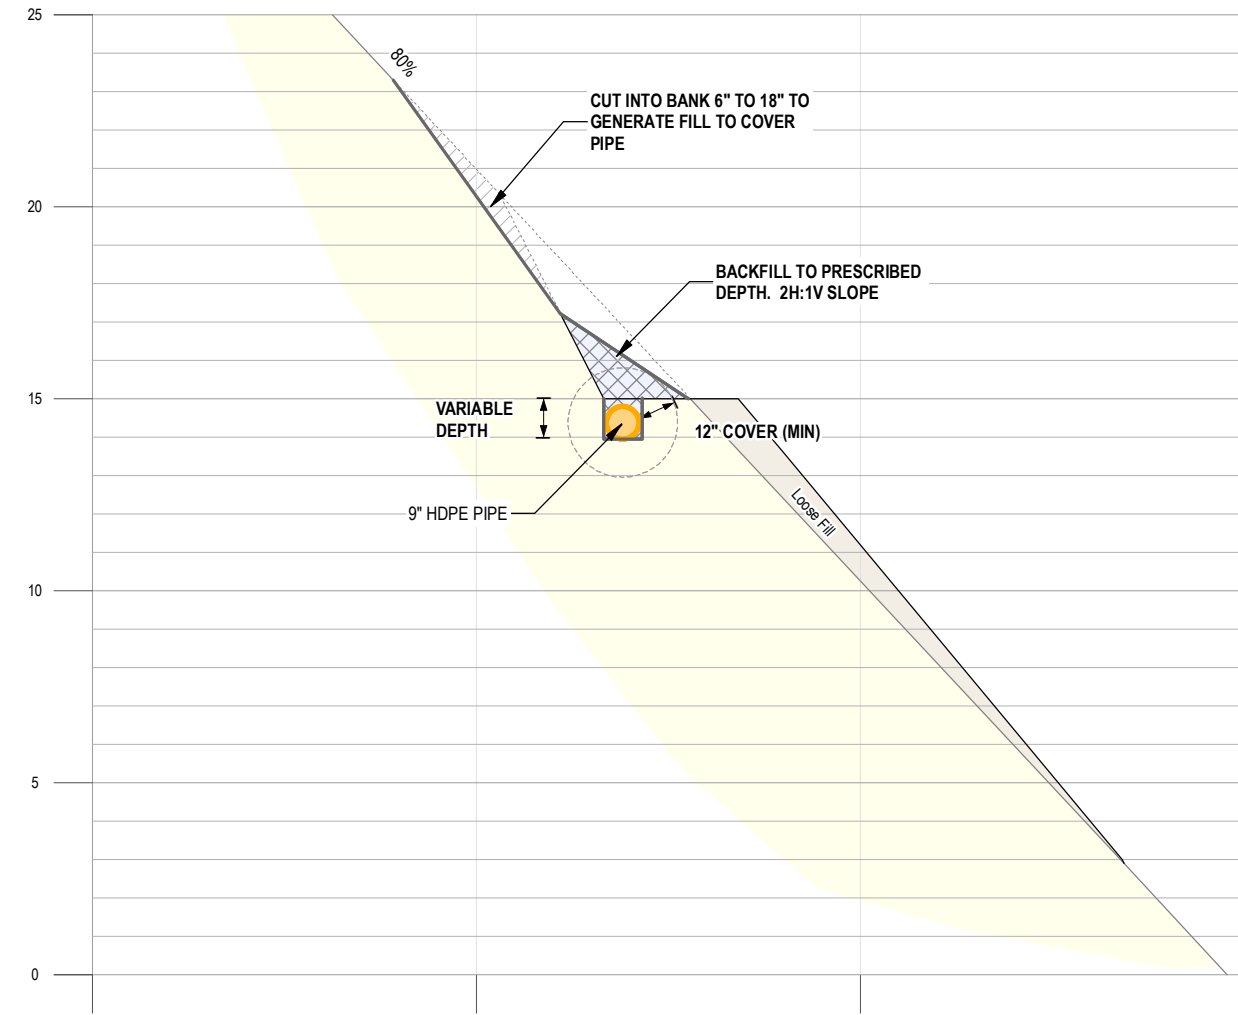 25
80%
CUT INTO BANK 6" TO 18" TO
GENERATE FILL TO COVER
PIPE
20
BACKFILL TO PRESCRIBED
DEPTH. 2H:1V SLOPE
15
VARIABLE
DEPTH
12" COVER (MIN)
9" HDPE PIPE
Loose Fill
10
5
0